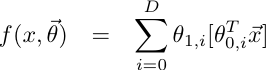 $f(x, \vec{\theta}) = \sum_{i=0}^{D} \theta_{1,i} [\theta_{0,i}^{T} \vec{x}]$